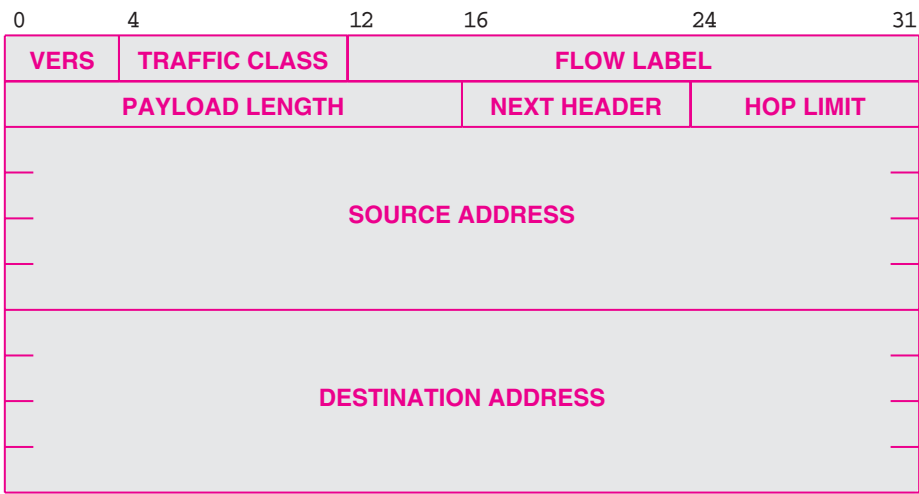 0 4 12 16 24 31
VERS TRAFFIC CLASS FLOW LABEL
PAYLOAD LENGTH NEXT HEADER HOP LIMIT
SOURCE ADDRESS
DESTINATION ADDRESS